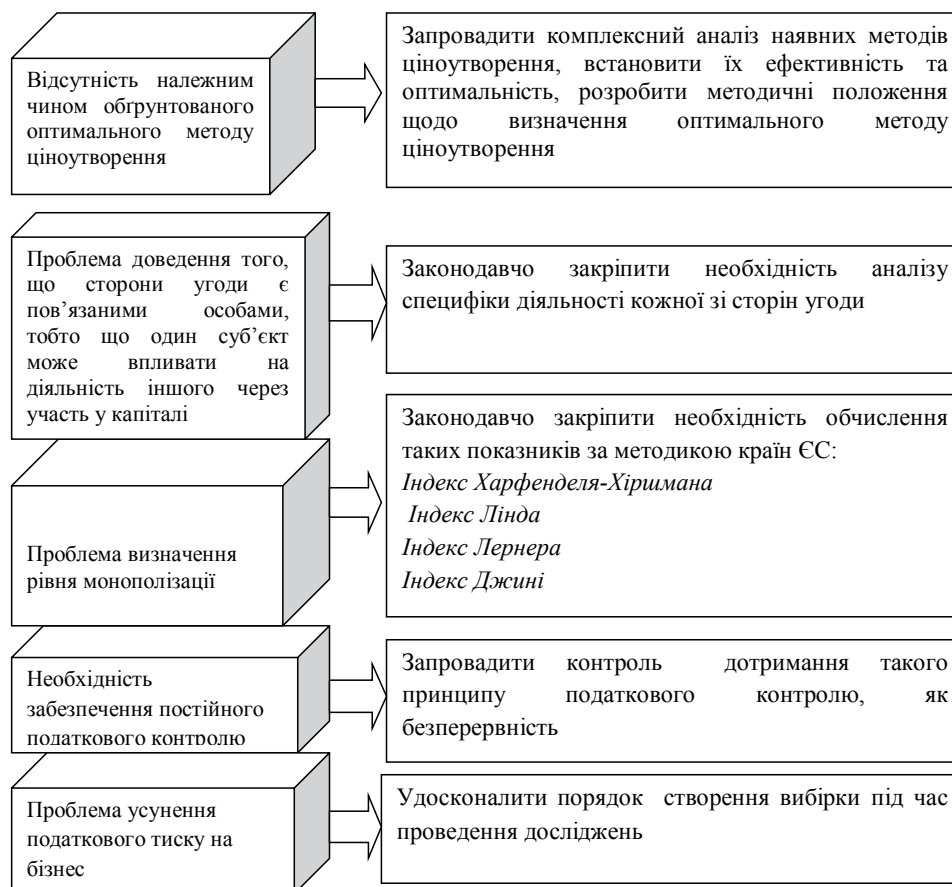 Відсутність належним
чином обґрунтованого
оптимального методу
ціноутворення
Запровадити комплексний аналіз наявних методів
ціноутворення, встановити їх ефективність та
оптимальність, розробити методичні положення
щодо визначення оптимального методу
ціноутворення
Проблема доведення того,
що сторони угоди є
пов’язаними особами,
тобто що один суб’єкт
може впливати на
діяльність іншого через
участь у капіталі
Законодавчо закріпити необхідність аналізу
специфіки діяльності кожної зі сторін угоди
Проблема визначення
рівня монополізації
Законодавчо закріпити необхідність обчислення
таких показників за методикою країн ЄС:
Індекс Харфенделя-Хіршмана
Індекс Лінда
Індекс Лернера
Індекс Джині
Необхідність
забезпечення постійного
податкового контролю
Запровадити контроль дотримання такого
принципу податкового контролю, як
безперервність
Проблема усунення
податкового тиску на
бізнес
Удосконалити порядок створення вибірки під час
проведення досліджень